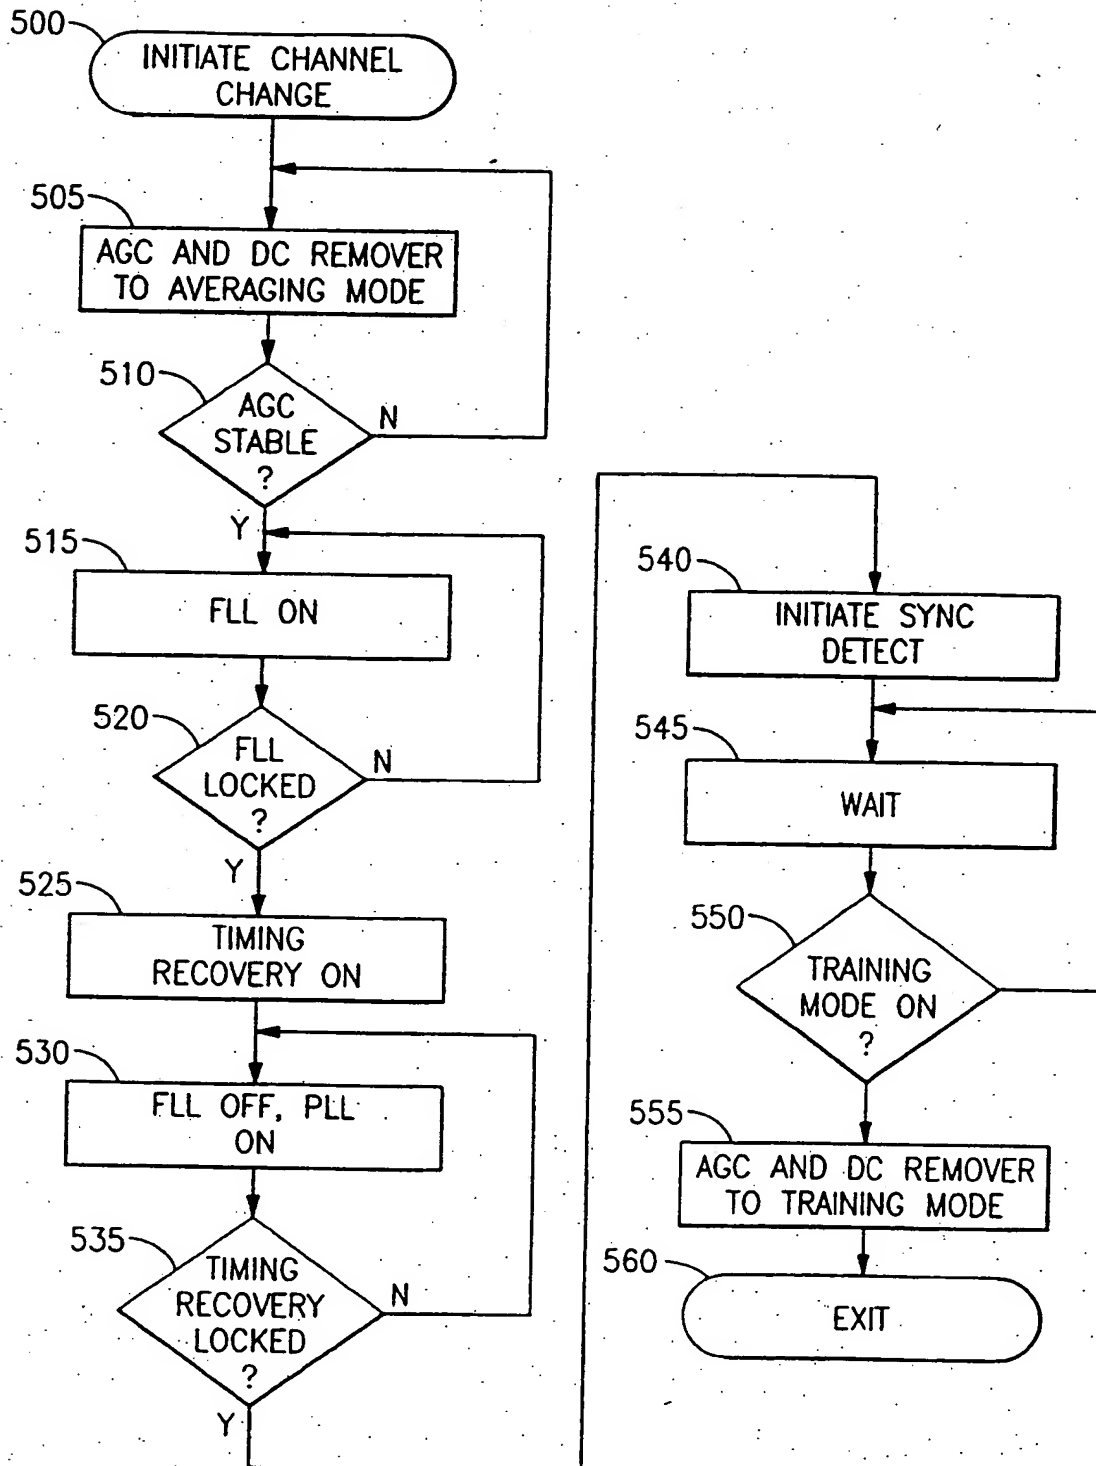 500
INITIATE CHANNEL
CHANGE
505
AGC AND DC REMOVER
TO AVERAGING MODE
510
AGC
STABLE
?
N
Y
515
FLL ON
520
FLL
LOCKED
?
N
Y
525
TIMING
RECOVERY ON
530
FLL OFF, PLL
ON
535
TIMING
RECOVERY
LOCKED
?
N
Y
540
INITIATE SYNC
DETECT
545
WAIT
550
TRAINING
MODE ON
?
555
AGC AND DC REMOVER
TO TRAINING MODE
560
EXIT